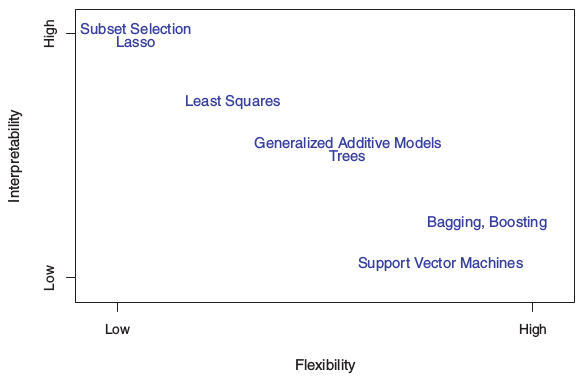 High
Subset Selection
Lasso
Least Squares
Interpretability
Generalized Additive Models
Trees
Bagging, Boosting
Support Vector Machines
Low
Low
High
Flexibility